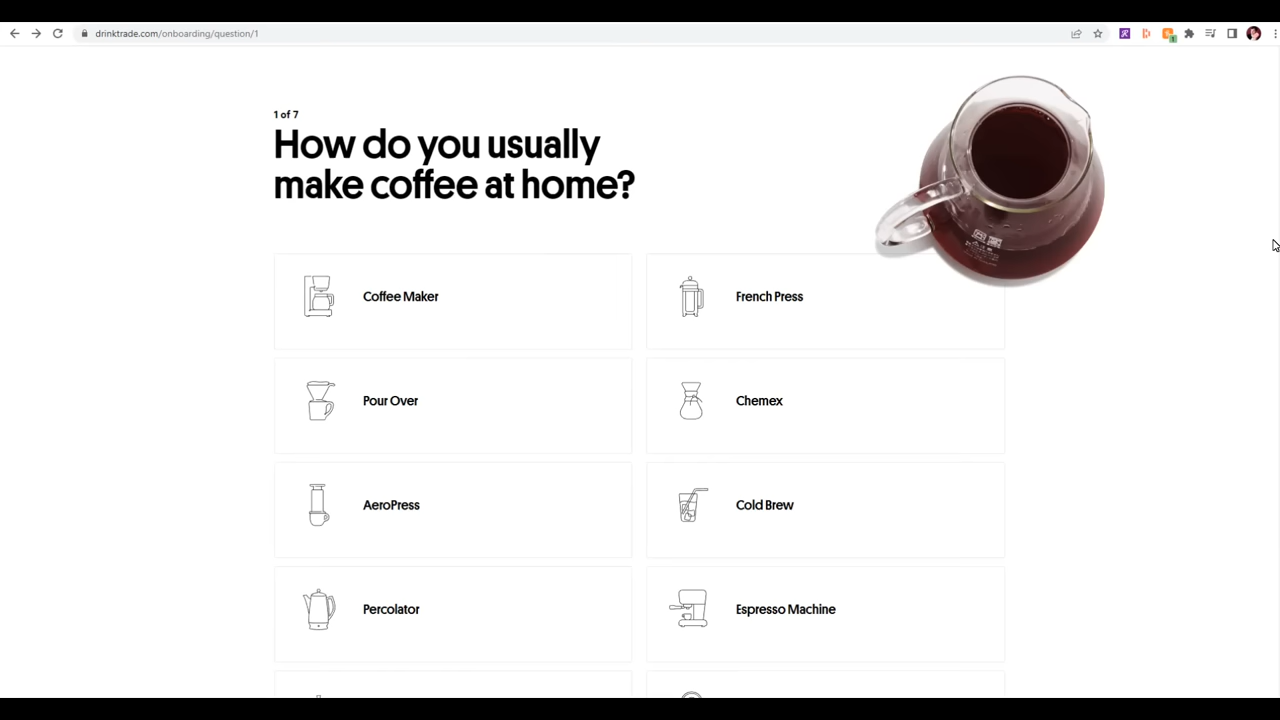 drinktrade.com/onboarding/question/1
1 of 7
How do you usually
make coffee at home?
Coffee Maker
French Press
Pour Over
Chemex
AeroPress
Cold Brew
Percolator
Espresso Machine